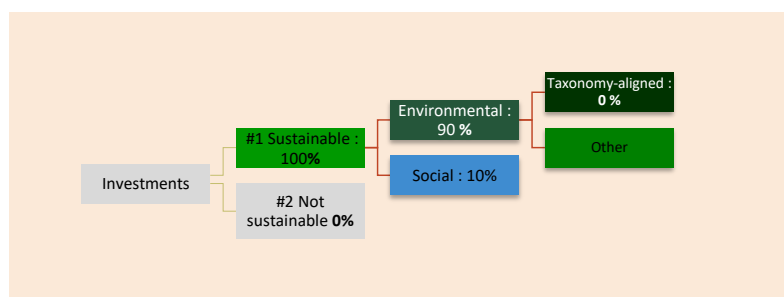 Investments
#1 Sustainable :
100%
#2 Not
sustainable 0%
Environmental :
90 %
Social : 10%
Taxonomy-aligned :
0 %
Other